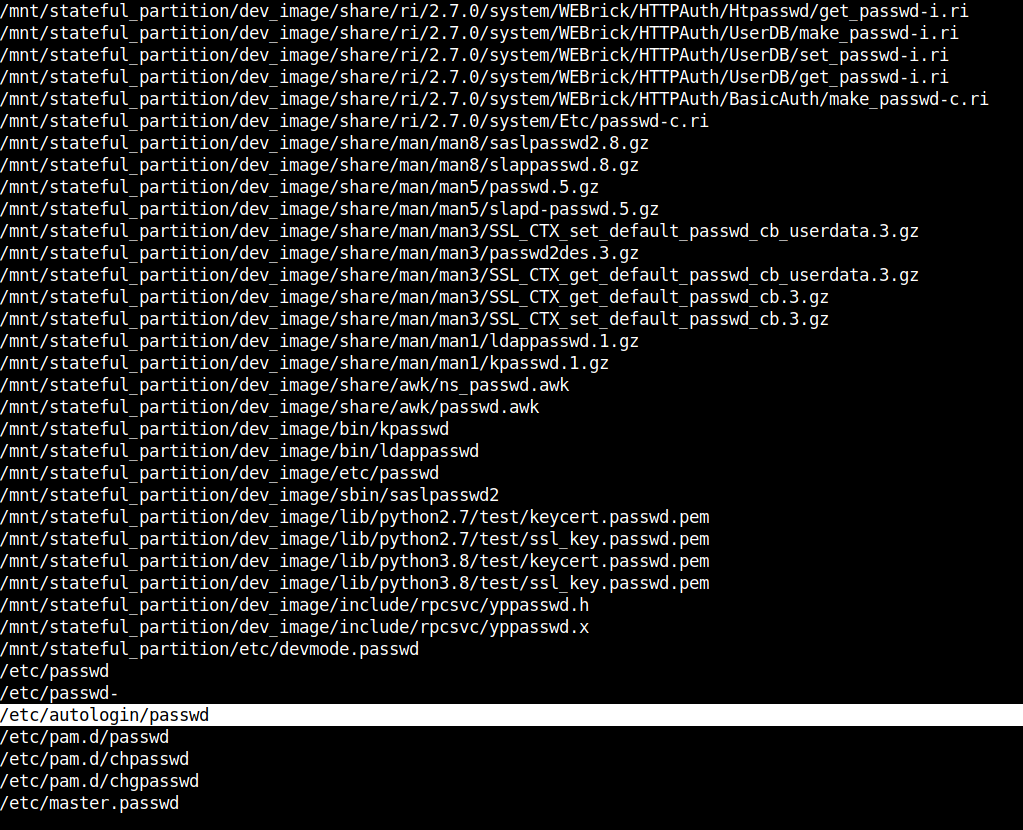 /mnt/stateful_partition/dev_image/share/ri/2.7.0/system/WEBrick/HTTPAuth/Htpasswd/get_passwd-i.ri
/mnt/stateful_partition/dev_image/share/ri/2.7.0/system/WEBrick/HTTPAuth/UserDB/make_passwd-i.ri
/mnt/stateful_partition/dev_image/share/ri/2.7.0/system/WEBrick/HTTPAuth/UserDB/set_passwd-i.ri
/mnt/stateful_partition/dev_image/share/ri/2.7.0/system/WEBrick/HTTPAuth/UserDB/get_passwd-i.ri
/mnt/stateful_partition/dev_image/share/ri/2.7.0/system/WEBrick/HTTPAuth/BasicAuth/make_passwd-c.ri
/mnt/stateful_partition/dev_image/share/ri/2.7.0/system/Etc/passwd-c.ri
/mnt/stateful_partition/dev_image/share/man/man8/saslpasswd2.8.gz
/mnt/stateful_partition/dev_image/share/man/man8/slappasswd.8.gz
/mnt/stateful_partition/dev_image/share/man/man5/passwd.5.gz
/mnt/stateful_partition/dev_image/share/man/man5/slapd-passwd.5.gz
/mnt/stateful_partition/dev_image/share/man/man3/SSL_CTX_set_default_passwd_cb_userdata.3.gz
/mnt/stateful_partition/dev_image/share/man/man3/passwd2des.3.gz
/mnt/stateful_partition/dev_image/share/man/man3/SSL_CTX_get_default_passwd_cb_userdata.3.gz
/mnt/stateful_partition/dev_image/share/man/man3/SSL_CTX_get_default_passwd_cb.3.gz
/mnt/stateful_partition/dev_image/share/man/man3/SSL_CTX_set_default_passwd_cb.3.gz
/mnt/stateful_partition/dev_image/share/man/man1/ldappasswd.1.gz
/mnt/stateful_partition/dev_image/share/man/man1/kpasswd.1.gz
/mnt/stateful_partition/dev_image/share/awk/ns_passwd.awk
/mnt/stateful_partition/dev_image/share/awk/passwd.awk
/mnt/stateful_partition/dev_image/bin/kpasswd
/mnt/stateful_partition/dev_image/bin/ldappasswd
/mnt/stateful_partition/dev_image/etc/passwd
/mnt/stateful_partition/dev_image/sbin/saslpasswd2
/mnt/stateful_partition/dev_image/lib/python2.7/test/keycert.passwd.pem
/mnt/stateful_partition/dev_image/lib/python2.7/test/ssl_key.passwd.pem
/mnt/stateful_partition/dev_image/lib/python3.8/test/keycert.passwd.pem
/mnt/stateful_partition/dev_image/lib/python3.8/test/ssl_key.passwd.pem
/mnt/stateful_partition/dev_image/include/rpcsvc/yppasswd.h
/mnt/stateful_partition/dev_image/include/rpcsvc/yppasswd.x
/mnt/stateful_partition/etc/devmode.passwd
/etc/passwd
/etc/passwd-
/etc/autologin/passwd
/etc/pam.d/passwd
/etc/pam.d/chpasswd
/etc/pam.d/chgpasswd
/etc/master.passwd